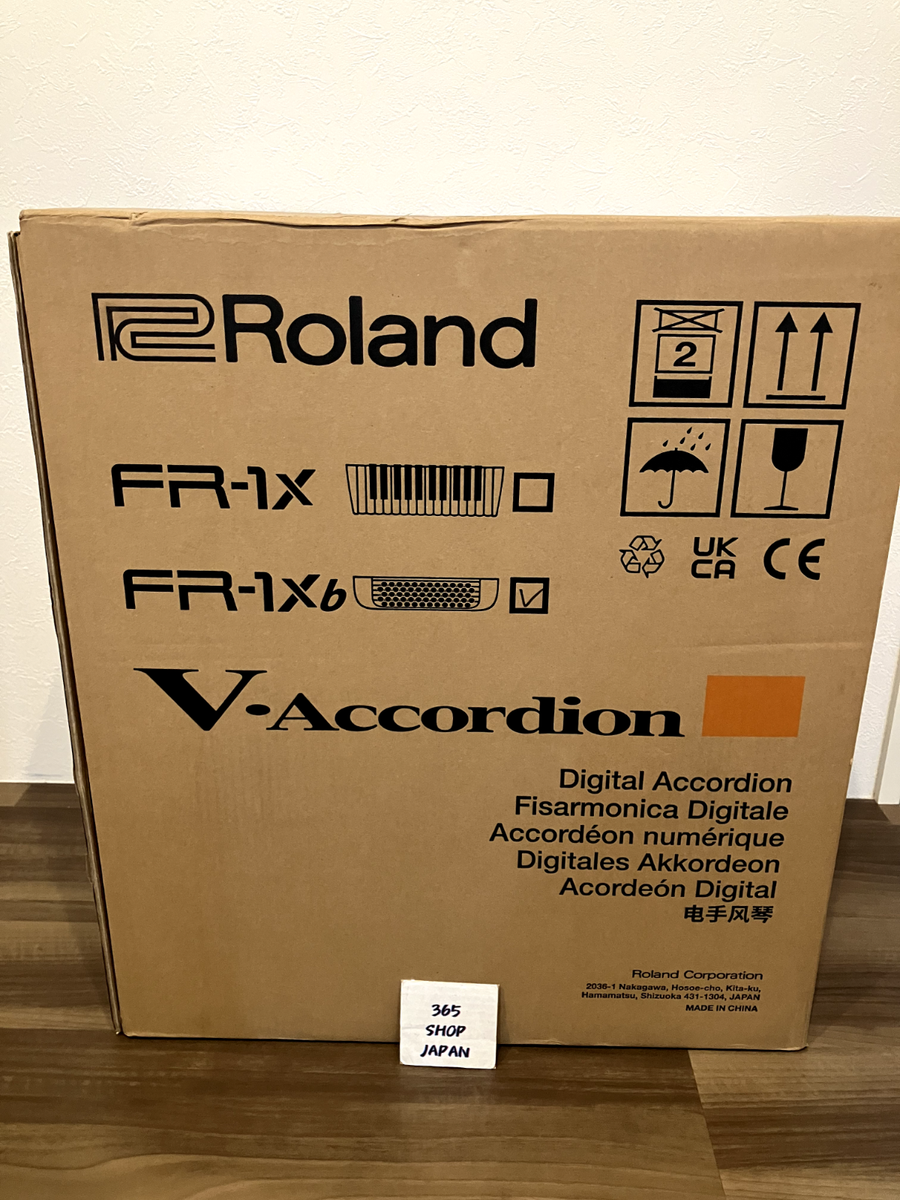 Roland
2
FR-1x
FR-1Xb
UK
CA
CE
V-Accordion
Digital Accordion
Fisarmonica Digitale
Accordéon numérique
Digitales Akkordeon
Acordeón Digital
电手风琴
Roland Corporation
2036-1 Nakagawa, Hosoe-cho, Kita-ku,
Hamamatsu, Shizuoka 431-1304, JAPAN
MADE IN CHINA
365
SHOP
JAPAN